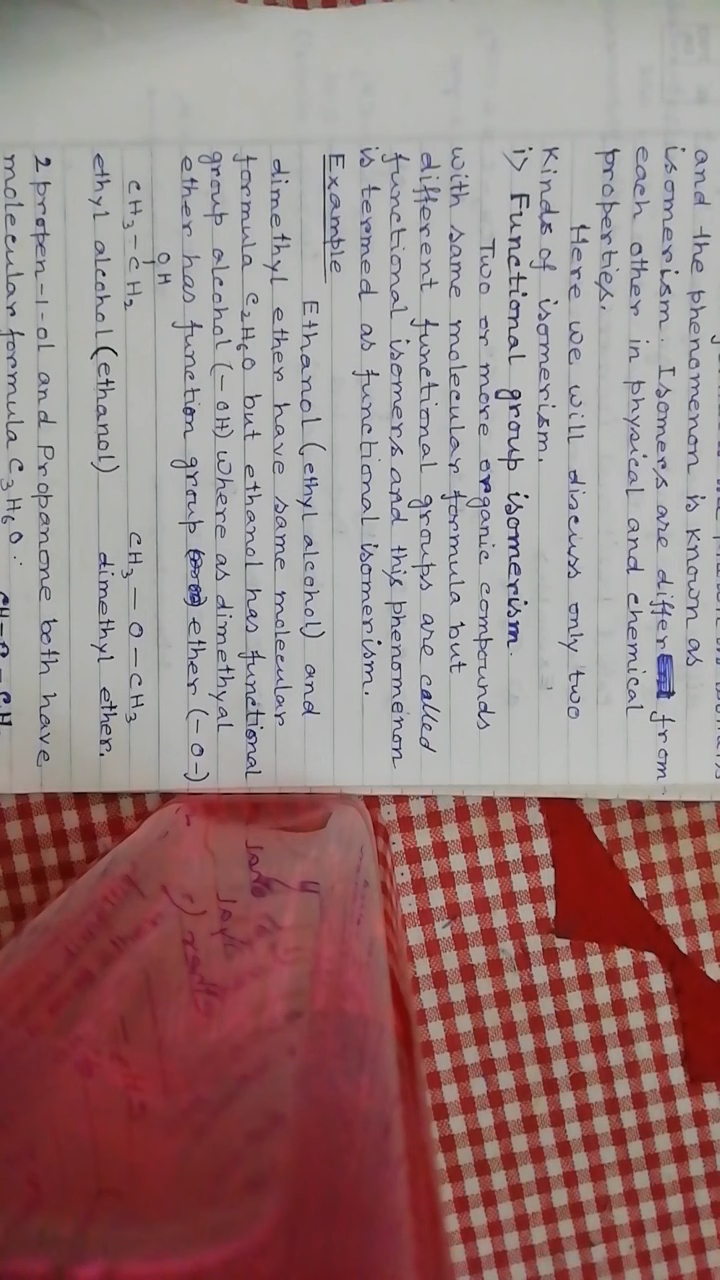 and the phenomenon is known as
isomerism. Isomers are differ from
each other in physical and chemical
properties.
Here we will discuss only two
Kinds of isomerism.
i) Functional group isomerism.
Two or more organic compounds
with same molecular formula but
different functional groups are called
functional isomers and this phenomenon
is termed as functional isomerism.
Example
Ethanol (ethyl alcohol) and
dimethyl ether have same molecular
formula C2H6O but ethanol has functional
group alcohol (-OH) where as dimethyal
ether has function group ether (-O-)
OH
CH3-CH2 CH3-O-CH3
ethyl alcohol (ethanol) dimethyl ether.
2 propen-1-ol and Propanone both have
molecular formula C3H6O: